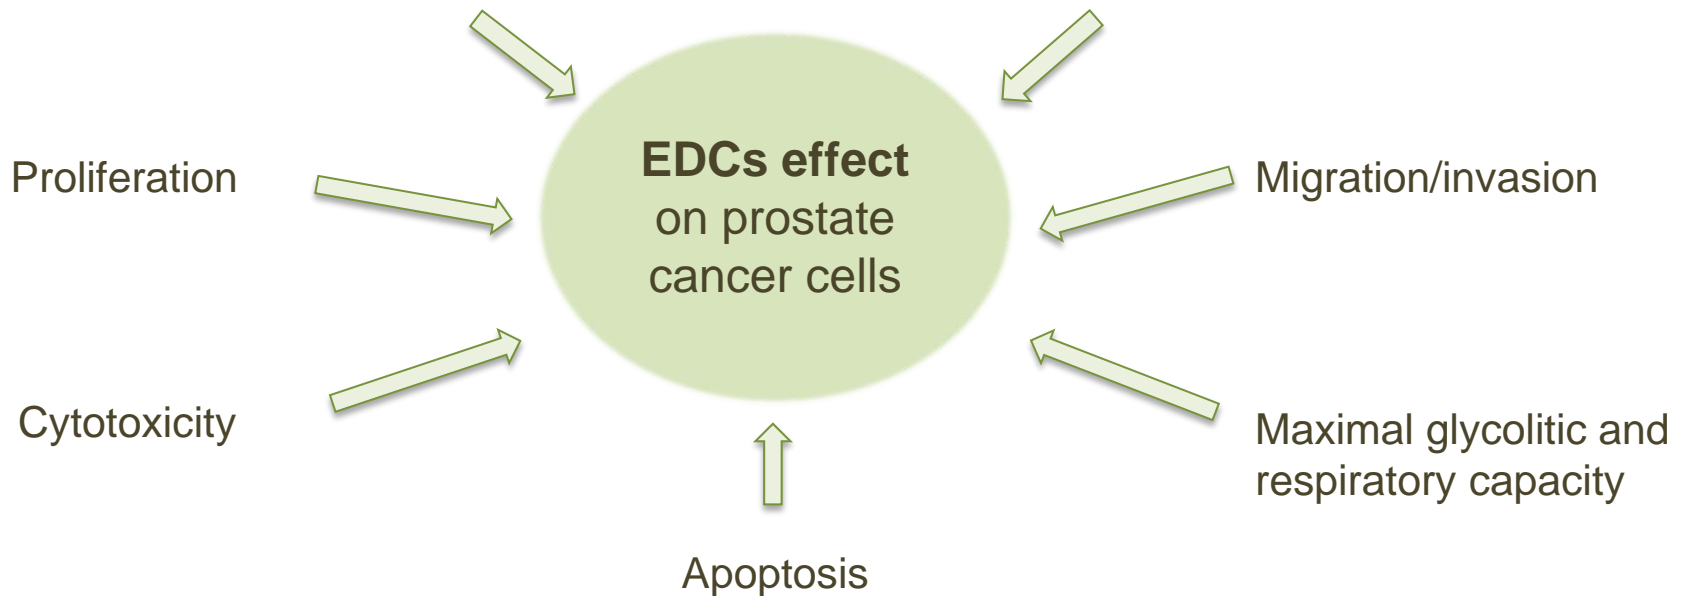 EDCs effect
on prostate
cancer cells
Proliferation
Migration/invasion
Cytotoxicity
Maximal glycolitic and
respiratory capacity
Apoptosis